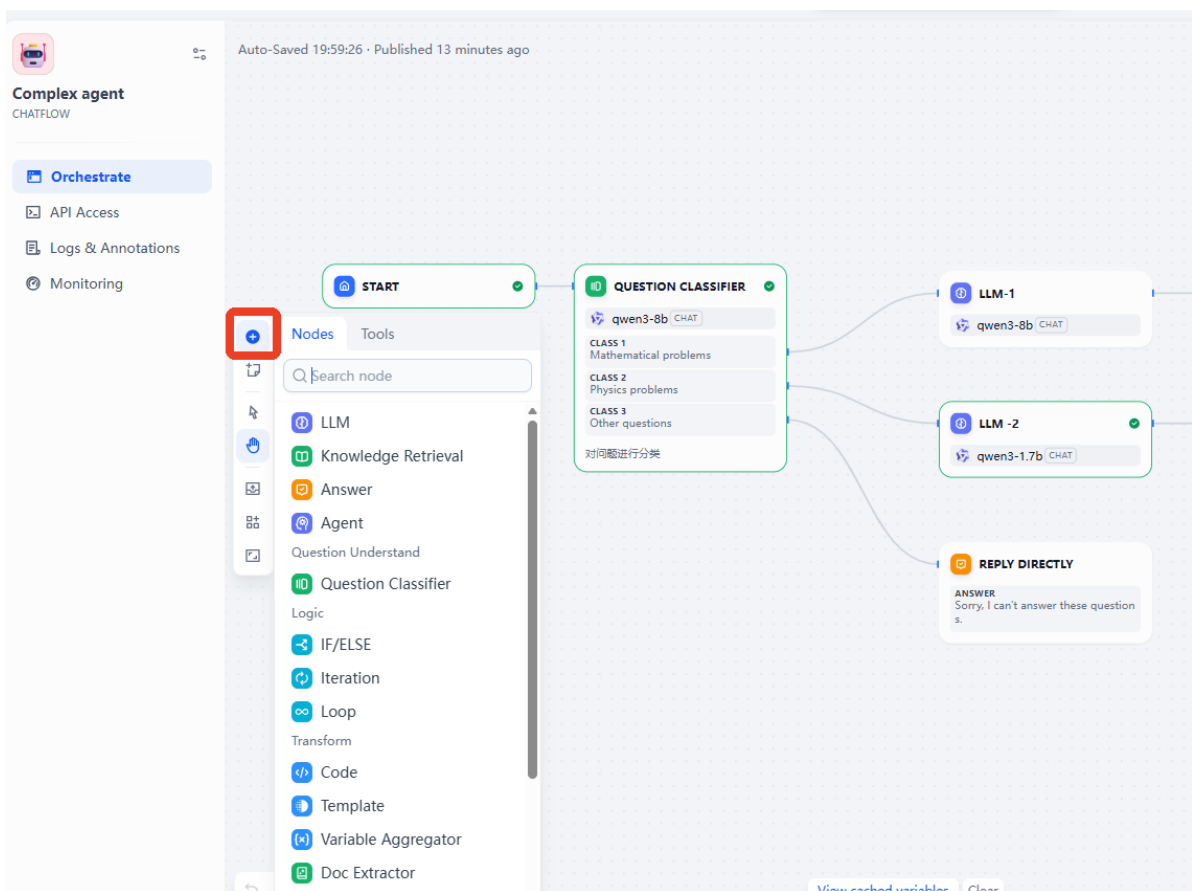 Auto-Saved 19:59:26 · Published 13 minutes ago
Complex agent
CHATFLOW
Orchestrate
API Access
Logs & Annotations
Monitoring
START
Nodes
Tools
Search node
LLM
Knowledge Retrieval
Answer
Agent
Question Understand
Question Classifier
Logic
IF/ELSE
Iteration
Loop
Transform
Code
Template
Variable Aggregator
Doc Extractor
QUESTION CLASSIFIER
qwen3-8b CHAT
CLASS 1
Mathematical problems
CLASS 2
Physics problems
CLASS 3
Other questions
对问题进行分类
LLM-1
qwen3-8b CHAT
LLM -2
qwen3-1.7b CHAT
REPLY DIRECTLY
ANSWER
Sorry, I can't answer these question
s.
View cached variables
Clear